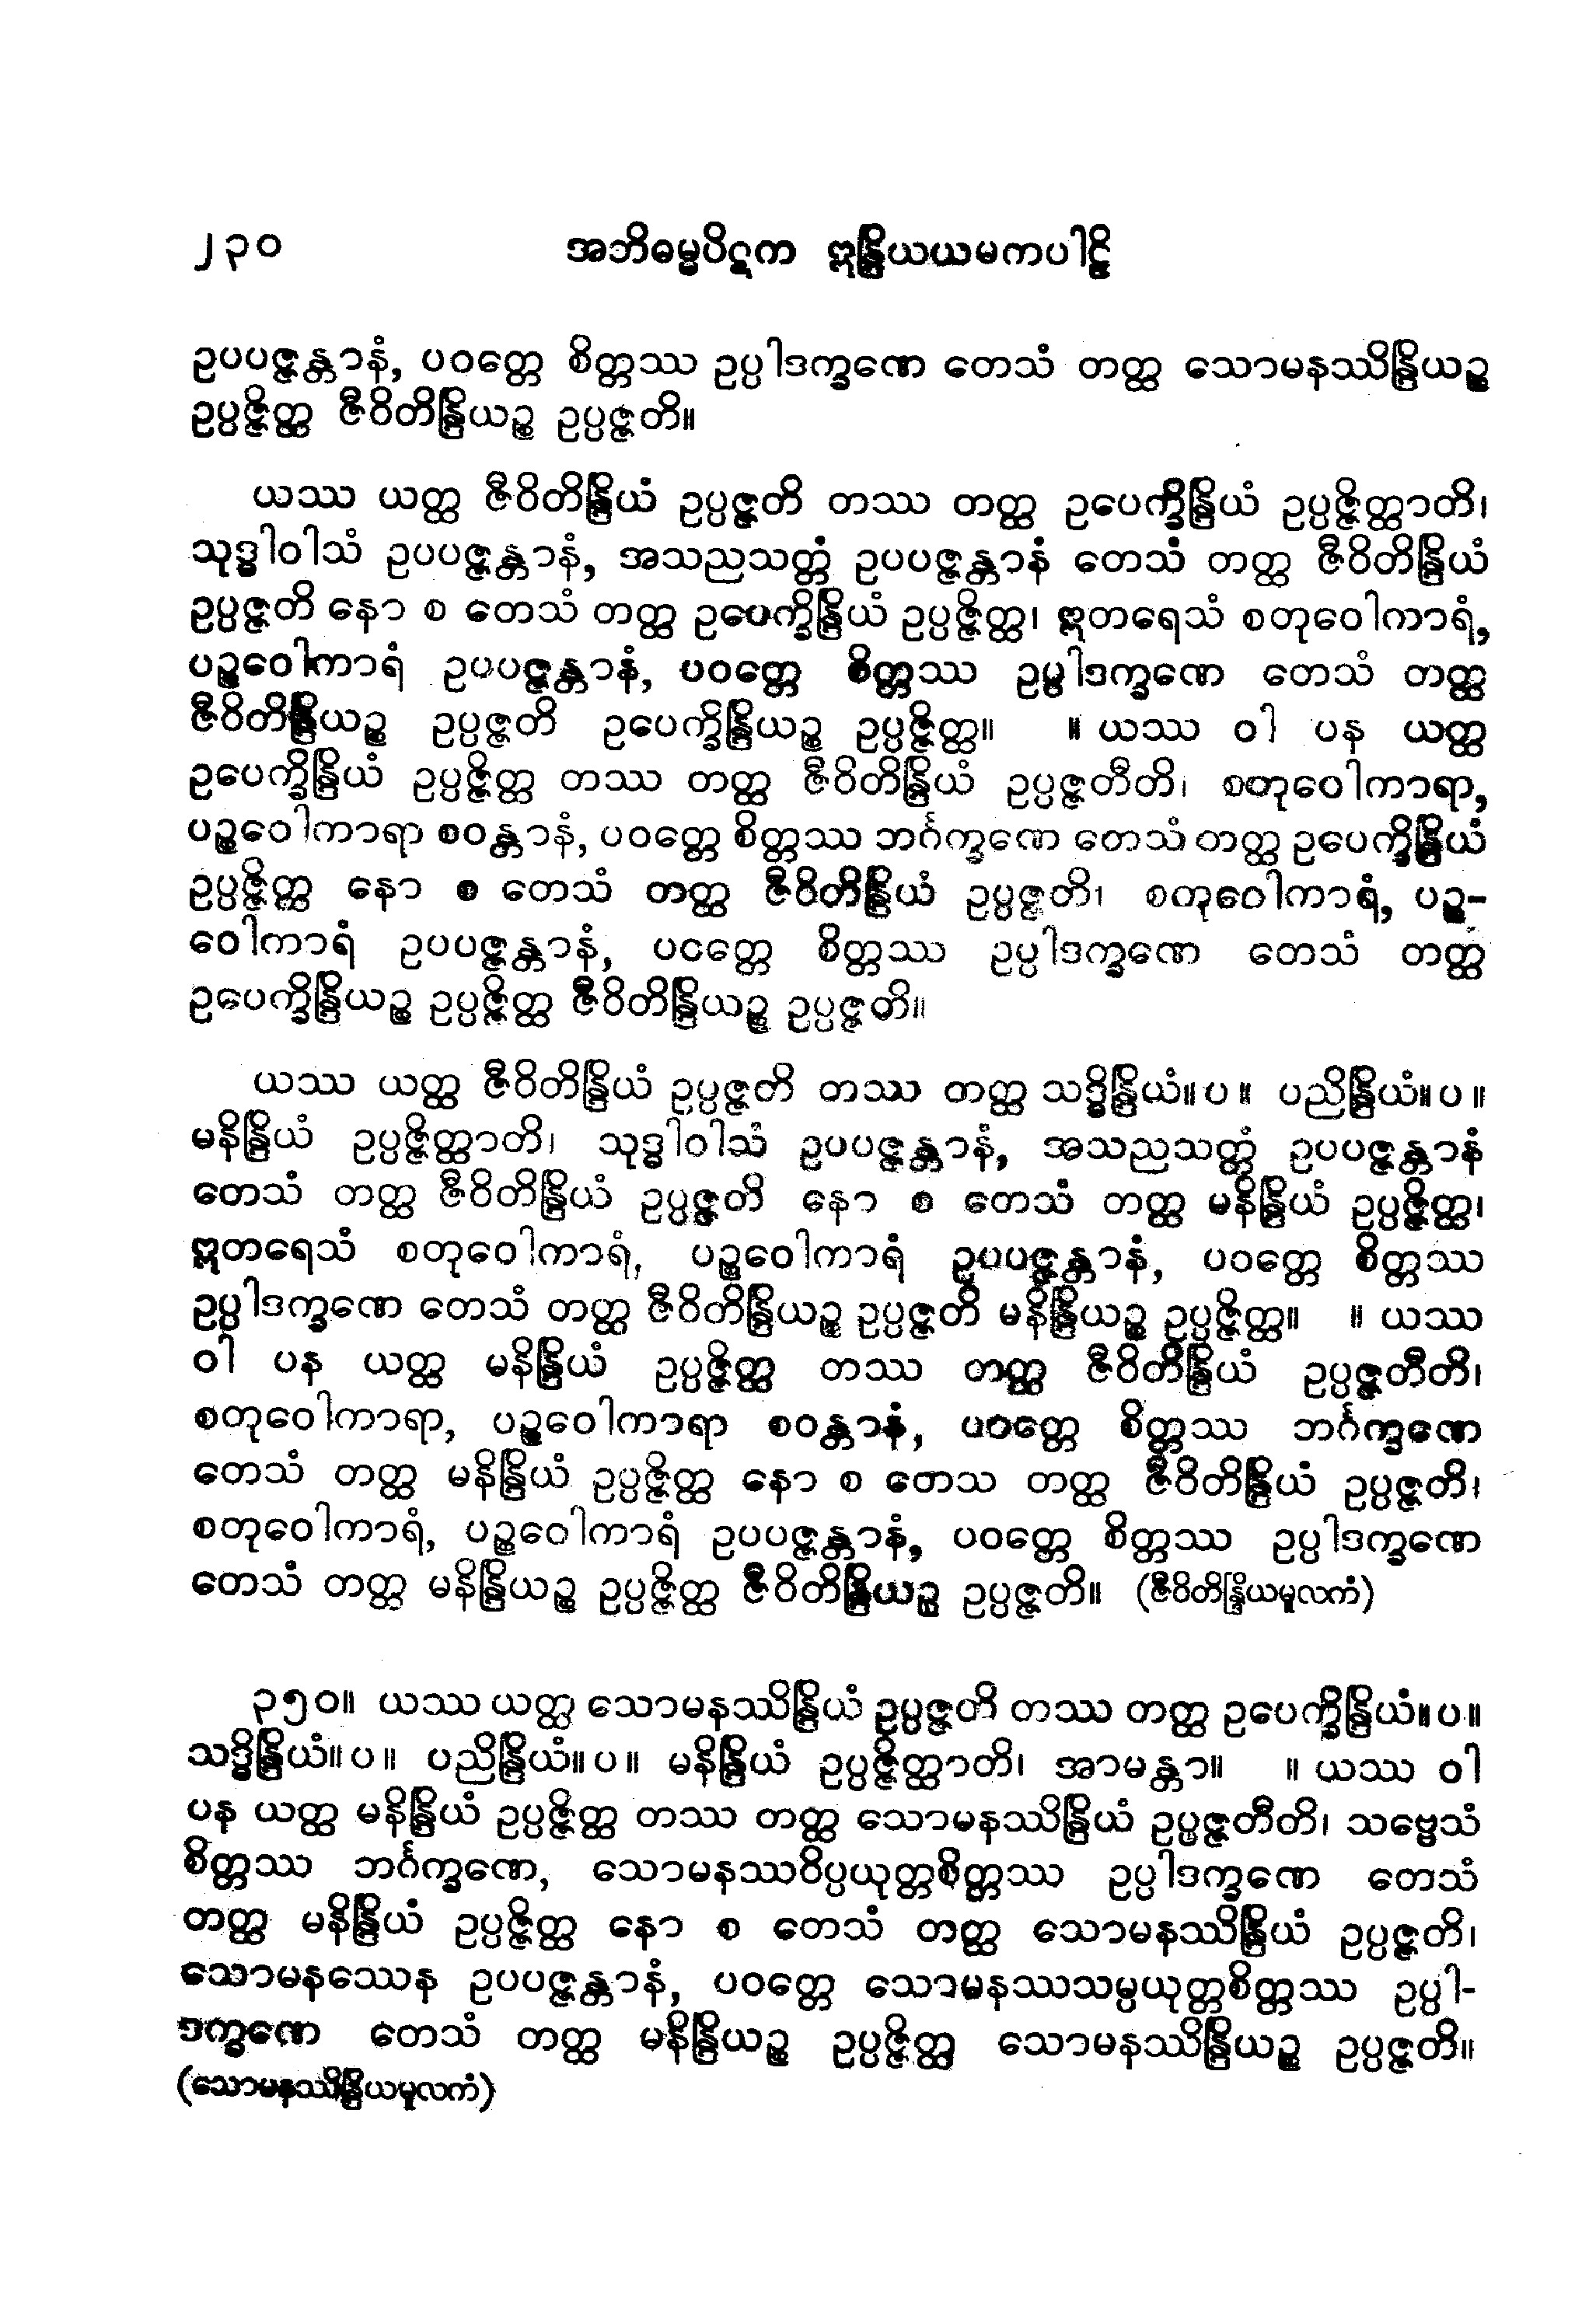 ၂၃၀ အဘိဓမ္မပိဋက ဣန္ဒြိယယမကပါဠိ
ဥပပဇ္ဇန္တာနံ, ပဝတ္တေ စိတ္တဿ ဥပ္ပါဒက္ခဏေ တေသံ တတ္ထ သောမနဿိန္ဒြိယဉ္စ
ဥပ္ပဇ္ဇိတ္ထ ဇီဝိတိန္ဒြိယဉ္စ ဥပ္ပဇ္ဇတိ။
ယဿ ယတ္ထ ဇီဝိတိန္ဒြိယံ ဥပ္ပဇ္ဇတိ တဿ တတ္ထ ဥပေက္ခိန္ဒြိယံ ဥပ္ပဇ္ဇိတ္ထာတိ၊
သုဒ္ဓါဝါသံ ဥပပဇ္ဇန္တာနံ, အသညသတ္တံ ဥပပဇ္ဇန္တာနံ တေသံ တတ္ထ ဇီဝိတိန္ဒြိယံ
ဥပ္ပဇ္ဇတိ နော စ တေသံ တတ္ထ ဥပေက္ခိန္ဒြိယံ ဥပ္ပဇ္ဇိတ္ထ၊ ဣတရေသံ စတုဝေါကာရံ,
ပဉ္စဝေါကာရံ ဥပပဇ္ဇန္တာနံ, ပဝတ္တေ စိတ္တဿ ဥပ္ပါဒက္ခဏေ တေသံ တတ္ထ
ဇီဝိတိန္ဒြိယဉ္စ ဥပ္ပဇ္ဇတိ ဥပေက္ခိန္ဒြိယဉ္စ ဥပ္ပဇ္ဇိတ္ထ။ ။ ယဿ ဝါ ပန ယတ္ထ
ဥပေက္ခိန္ဒြိယံ ဥပ္ပဇ္ဇိတ္ထ တဿ တတ္ထ ဇီဝိတိန္ဒြိယံ ဥပ္ပဇ္ဇတီတိ၊ စတုဝေါကာရာ,
ပဉ္စဝေါကာရာ စဝန္တာနံ, ပဝတ္တေ စိတ္တဿ ဘင်္ဂက္ခဏေ တေသံ တတ္ထ ဥပေက္ခိန္ဒြိယံ
ဥပ္ပဇ္ဇိတ္ထ နော စ တေသံ တတ္ထ ဇီဝိတိန္ဒြိယံ ဥပ္ပဇ္ဇတိ၊ စတုဝေါကာရံ, ပဉ္စ-
ဝေါကာရံ ဥပပဇ္ဇန္တာနံ, ပဝတ္တေ စိတ္တဿ ဥပ္ပါဒက္ခဏေ တေသံ တတ္ထ
ဥပေက္ခိန္ဒြိယဉ္စ ဥပ္ပဇ္ဇိတ္ထ ဇီဝိတိန္ဒြိယဉ္စ ဥပ္ပဇ္ဇတိ။
ယဿ ယတ္ထ ဇီဝိတိန္ဒြိယံ ဥပ္ပဇ္ဇတိ တဿ တတ္ထ သဒ္ဓိန္ဒြိယံ။ပ။ ပညိန္ဒြိယံ။ပ။
မနိန္ဒြိယံ ဥပ္ပဇ္ဇိတ္ထာတိ၊ သုဒ္ဓါဝါသံ ဥပပဇ္ဇန္တာနံ, အသညသတ္တံ ဥပပဇ္ဇန္တာနံ
တေသံ တတ္ထ ဇီဝိတိန္ဒြိယံ ဥပ္ပဇ္ဇတိ နော စ တေသံ တတ္ထ မနိန္ဒြိယံ ဥပ္ပဇ္ဇိတ္ထ၊
ဣတရေသံ စတုဝေါကာရံ, ပဉ္စဝေါကာရံ ဥပပဇ္ဇန္တာနံ, ပဝတ္တေ စိတ္တဿ
ဥပ္ပါဒက္ခဏေ တေသံ တတ္ထ ဇီဝိတိန္ဒြိယဉ္စ ဥပ္ပဇ္ဇတိ မနိန္ဒြိယဉ္စ ဥပ္ပဇ္ဇိတ္ထ။ ။ ယဿ
ဝါ ပန ယတ္ထ မနိန္ဒြိယံ ဥပ္ပဇ္ဇိတ္ထ တဿ တတ္ထ ဇီဝိတိန္ဒြိယံ ဥပ္ပဇ္ဇတီတိ၊
စတုဝေါကာရာ, ပဉ္စဝေါကာရာ စဝန္တာနံ, ပဝတ္တေ စိတ္တဿ ဘင်္ဂက္ခဏေ
တေသံ တတ္ထ မနိန္ဒြိယံ ဥပ္ပဇ္ဇိတ္ထ နော စ တေသ တတ္ထ ဇီဝိတိန္ဒြိယံ ဥပ္ပဇ္ဇတိ၊
စတုဝေါကာရံ, ပဉ္စဝေါကာရံ ဥပပဇ္ဇန္တာနံ, ပဝတ္တေ စိတ္တဿ ဥပ္ပါဒက္ခဏေ
တေသံ တတ္ထ မနိန္ဒြိယဉ္စ ဥပ္ပဇ္ဇိတ္ထ ဇီဝိတိန္ဒြိယဉ္စ ဥပ္ပဇ္ဇတိ။ (ဇီဝိတိန္ဒြိယမူလကံ)
၃၅၀။ ယဿ ယတ္ထ သောမနဿိန္ဒြိယံ ဥပ္ပဇ္ဇတိ တဿ တတ္ထ ဥပေက္ခိန္ဒြိယံ။ပ။
သဒ္ဓိန္ဒြိယံ။ပ။ ပညိန္ဒြိယံ။ပ။ မနိန္ဒြိယံ ဥပ္ပဇ္ဇိတ္ထာတိ၊ အာမန္တာ။ ။ ယဿ ဝါ
ပန ယတ္ထ မနိန္ဒြိယံ ဥပ္ပဇ္ဇိတ္ထ တဿ တတ္ထ သောမနဿိန္ဒြိယံ ဥပ္ပဇ္ဇတီတိ၊ သဗ္ဗေသံ
စိတ္တဿ ဘင်္ဂက္ခဏေ, သောမနဿဝိပ္ပယုတ္တစိတ္တဿ ဥပ္ပါဒက္ခဏေ တေသံ
တတ္ထ မနိန္ဒြိယံ ဥပ္ပဇ္ဇိတ္ထ နော စ တေသံ တတ္ထ သောမနဿိန္ဒြိယံ ဥပ္ပဇ္ဇတိ၊
သောမနဿေန ဥပပဇ္ဇန္တာနံ, ပဝတ္တေ သောမနဿသမ္ပယုတ္တစိတ္တဿ ဥပ္ပါ-
ဒက္ခဏေ တေသံ တတ္ထ မနိန္ဒြိယဉ္စ ဥပ္ပဇ္ဇိတ္ထ သောမနဿိန္ဒြိယဉ္စ ဥပ္ပဇ္ဇတိ။
(သောမနဿိန္ဒြိယမူလကံ)